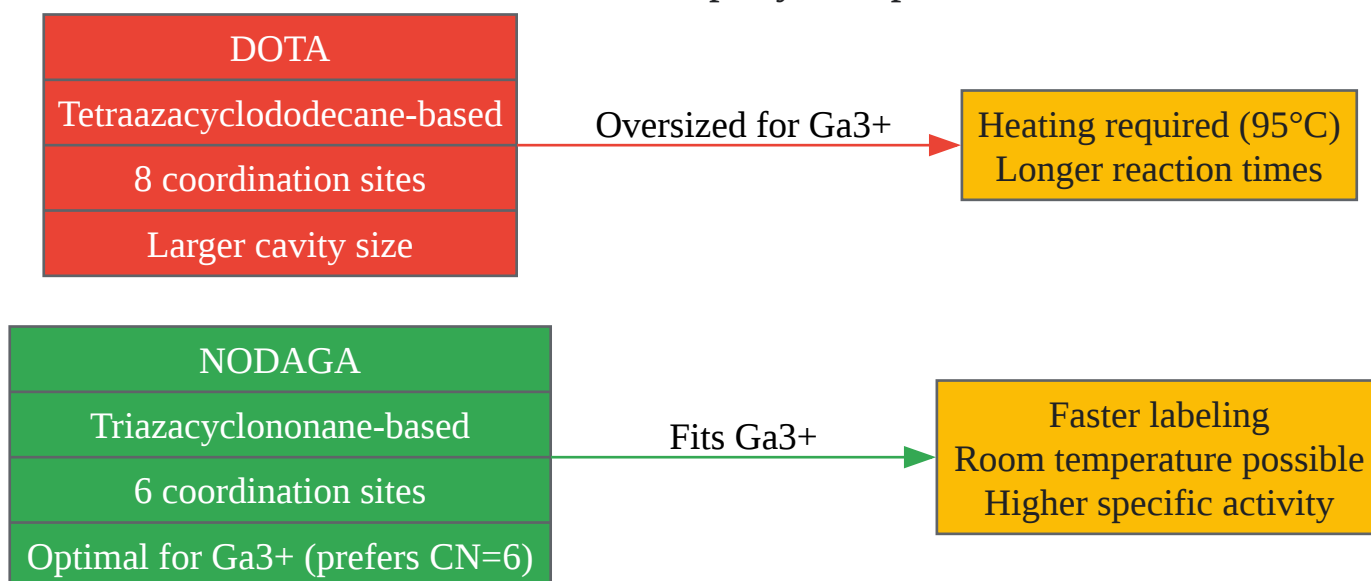 DOTA
Tetraazacyclododecane-based
8 coordination sites
Larger cavity size
Oversized for Ga3+
Heating required (95°C)
Longer reaction times
NODAGA
Triazacyclononane-based
6 coordination sites
Optimal for Ga3+ (prefers CN=6)
Fits Ga3+
Faster labeling
Room temperature possible
Higher specific activity